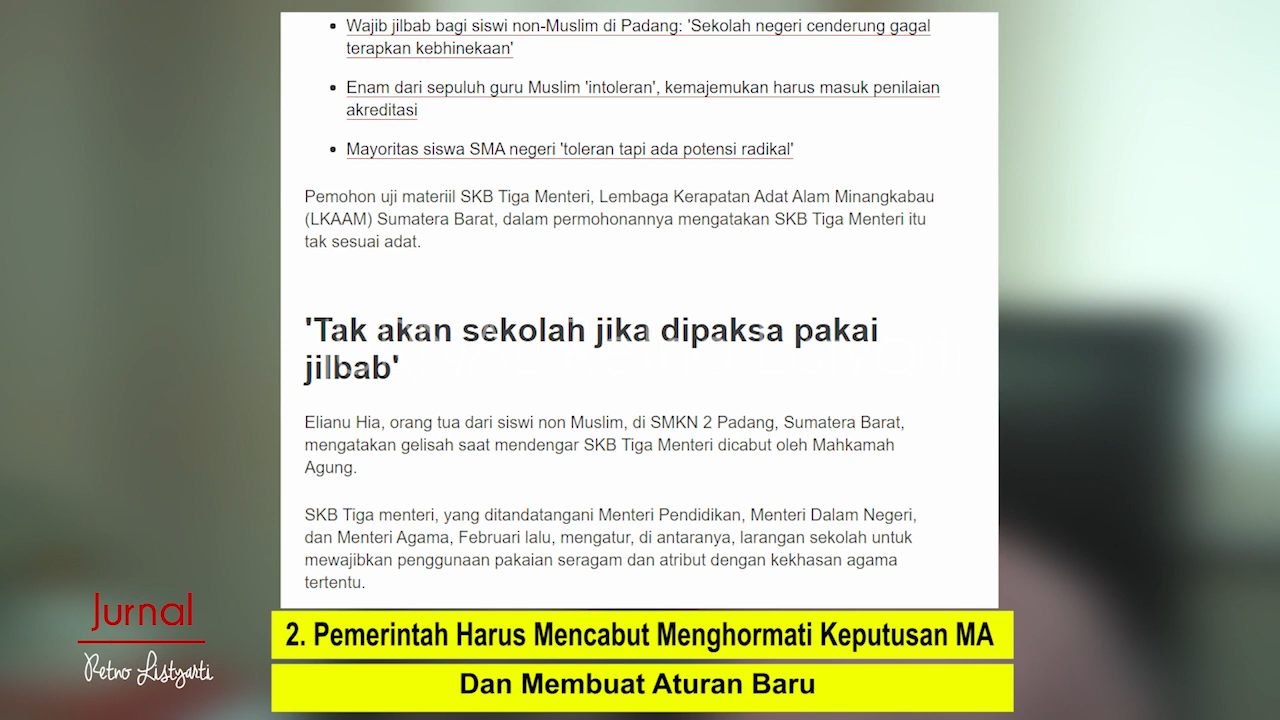 Wajib jilbab bagi siswi non-Muslim di Padang: 'Sekolah negeri cenderung gagal
terapkan kebhinekaan'
Enam dari sepuluh guru Muslim 'intoleran', kemajemukan harus masuk penilaian
akreditasi
Mayoritas siswa SMA negeri 'toleran tapi ada potensi radikal'
Pemohon uji materiil SKB Tiga Menteri, Lembaga Kerapatan Adat Alam Minangkabau
(LKAAM) Sumatera Barat, dalam permohonannya mengatakan SKB Tiga Menteri itu
tak sesuai adat.
'Tak akan sekolah jika dipaksa pakai
jilbab'
Elianu Hia, orang tua dari siswi non Muslim, di SMKN 2 Padang, Sumatera Barat,
mengatakan gelisah saat mendengar SKB Tiga Menteri dicabut oleh Mahkamah
Agung.
SKB Tiga menteri, yang ditandatangani Menteri Pendidikan, Menteri Dalam Negeri,
dan Menteri Agama, Februari lalu, mengatur, di antaranya, larangan sekolah untuk
mewajibkan penggunaan pakaian seragam dan atribut dengan kekhasan agama
tertentu.
Jurnal
Retno Listyarti
2. Pemerintah Harus Mencabut Menghormati Keputusan MA
Dan Membuat Aturan Baru